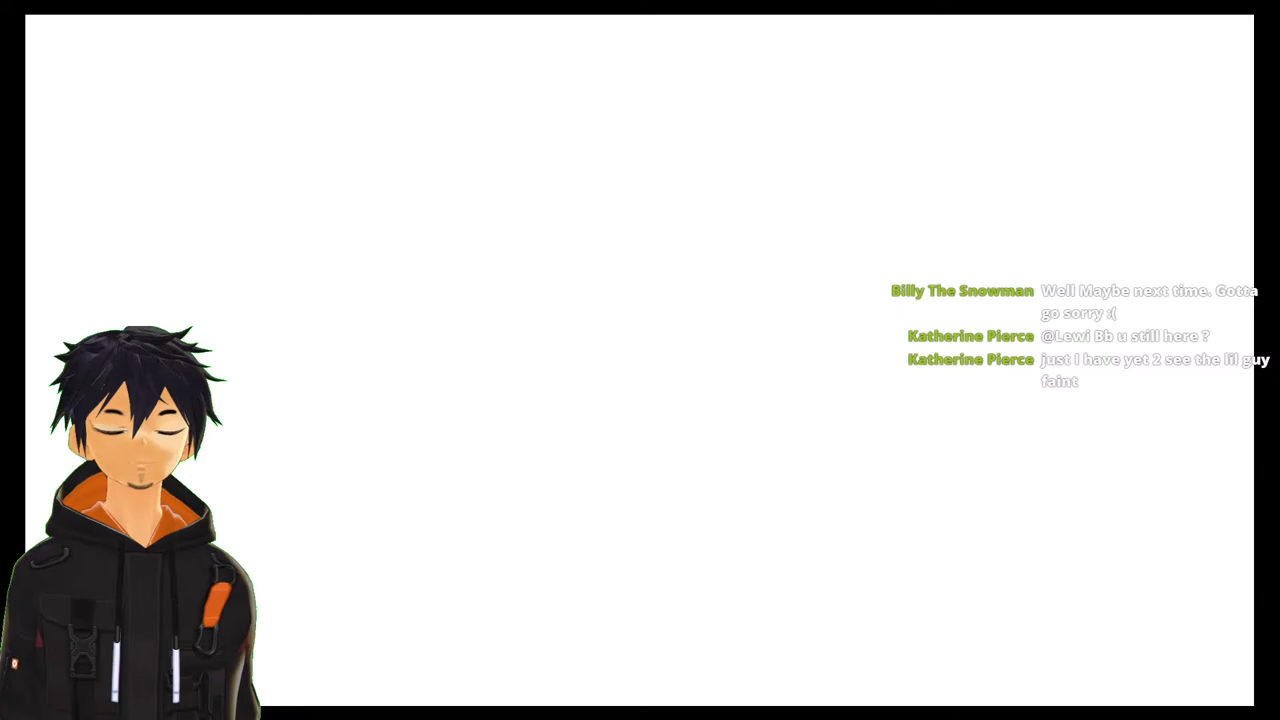 Billy The Snowman Well Maybe next time. Gotta
go sorry :(
Katherine Pierce @Lewi Bb u still here ?
Katherine Pierce just I have yet 2 see the lil guy
faint